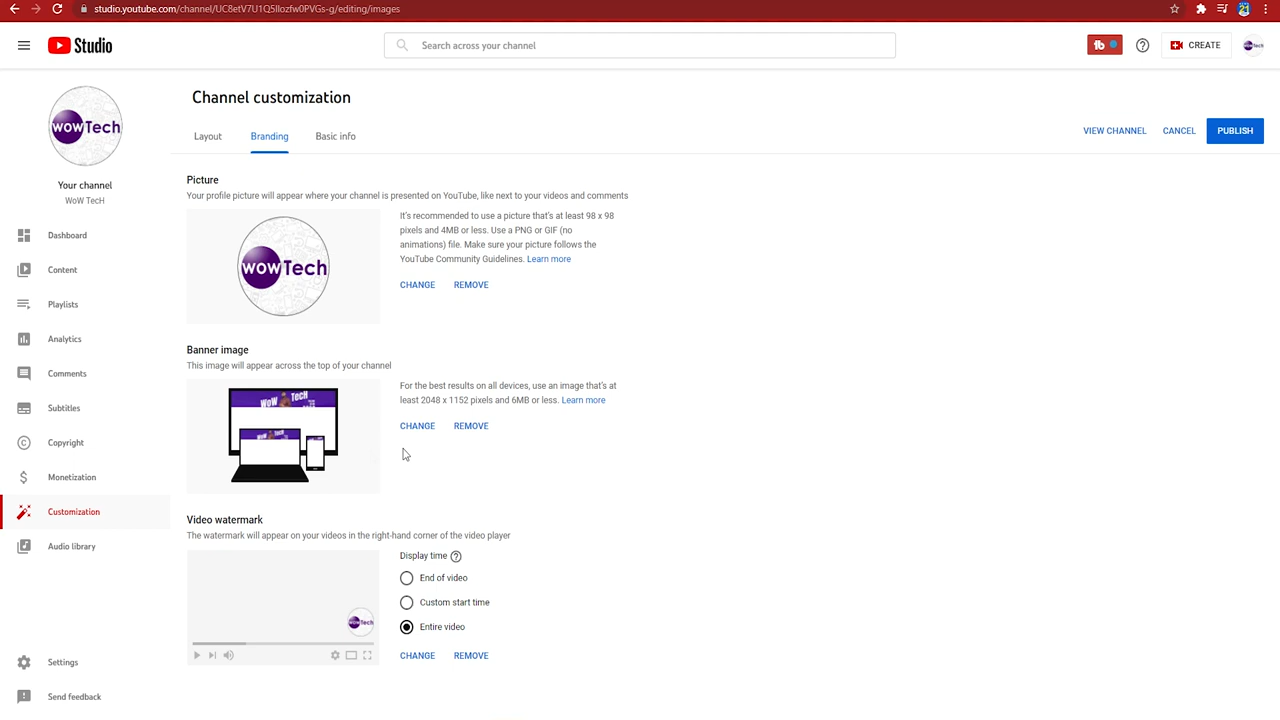 studio.youtube.com/channel/UC8etV7U1Q5Ilozfw0PVGs-g/editing/images
21
Studio
Search across your channel
tb
CREATE
wowTech
wowTech
Channel customization
Layout
Branding
Basic info
VIEW CHANNEL
CANCEL
PUBLISH
Your channel
WoW TecH
Dashboard
Content
Playlists
Analytics
Comments
Subtitles
Copyright
Monetization
Customization
Audio library
Settings
Send feedback
Picture
Your profile picture will appear where your channel is presented on YouTube, like next to your videos and comments
wowTech
It's recommended to use a picture that's at least 98 x 98
pixels and 4MB or less. Use a PNG or GIF (no
animations) file. Make sure your picture follows the
YouTube Community Guidelines. Learn more
CHANGE
REMOVE
Banner image
This image will appear across the top of your channel
WoW TecH
For the best results on all devices, use an image that's at
least 2048 x 1152 pixels and 6MB or less. Learn more
CHANGE
REMOVE
Video watermark
The watermark will appear on your videos in the right-hand corner of the video player
wowTech
Display time
End of video
Custom start time
Entire video
CHANGE
REMOVE